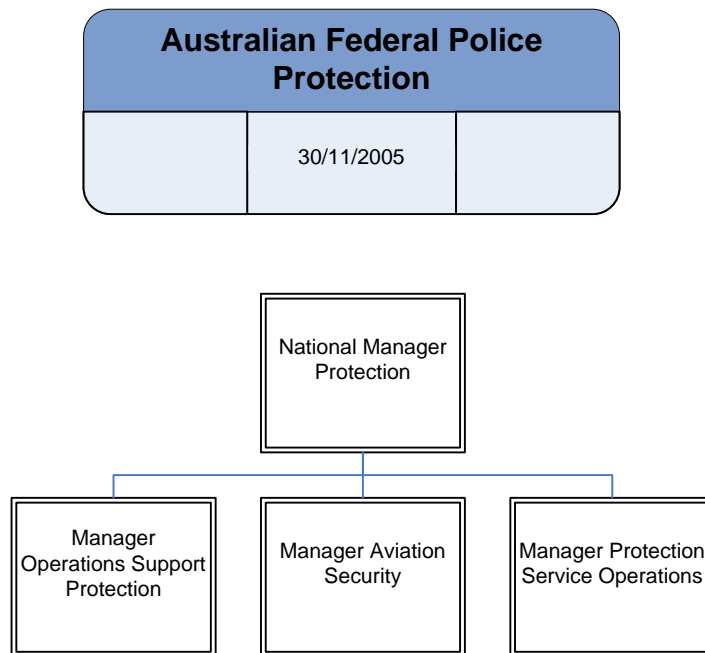 Australian Federal Police
Protection
30/11/2005
National Manager
Protection
Manager
Operations Support
Protection
Manager Aviation
Security
Manager Protection
Service Operations